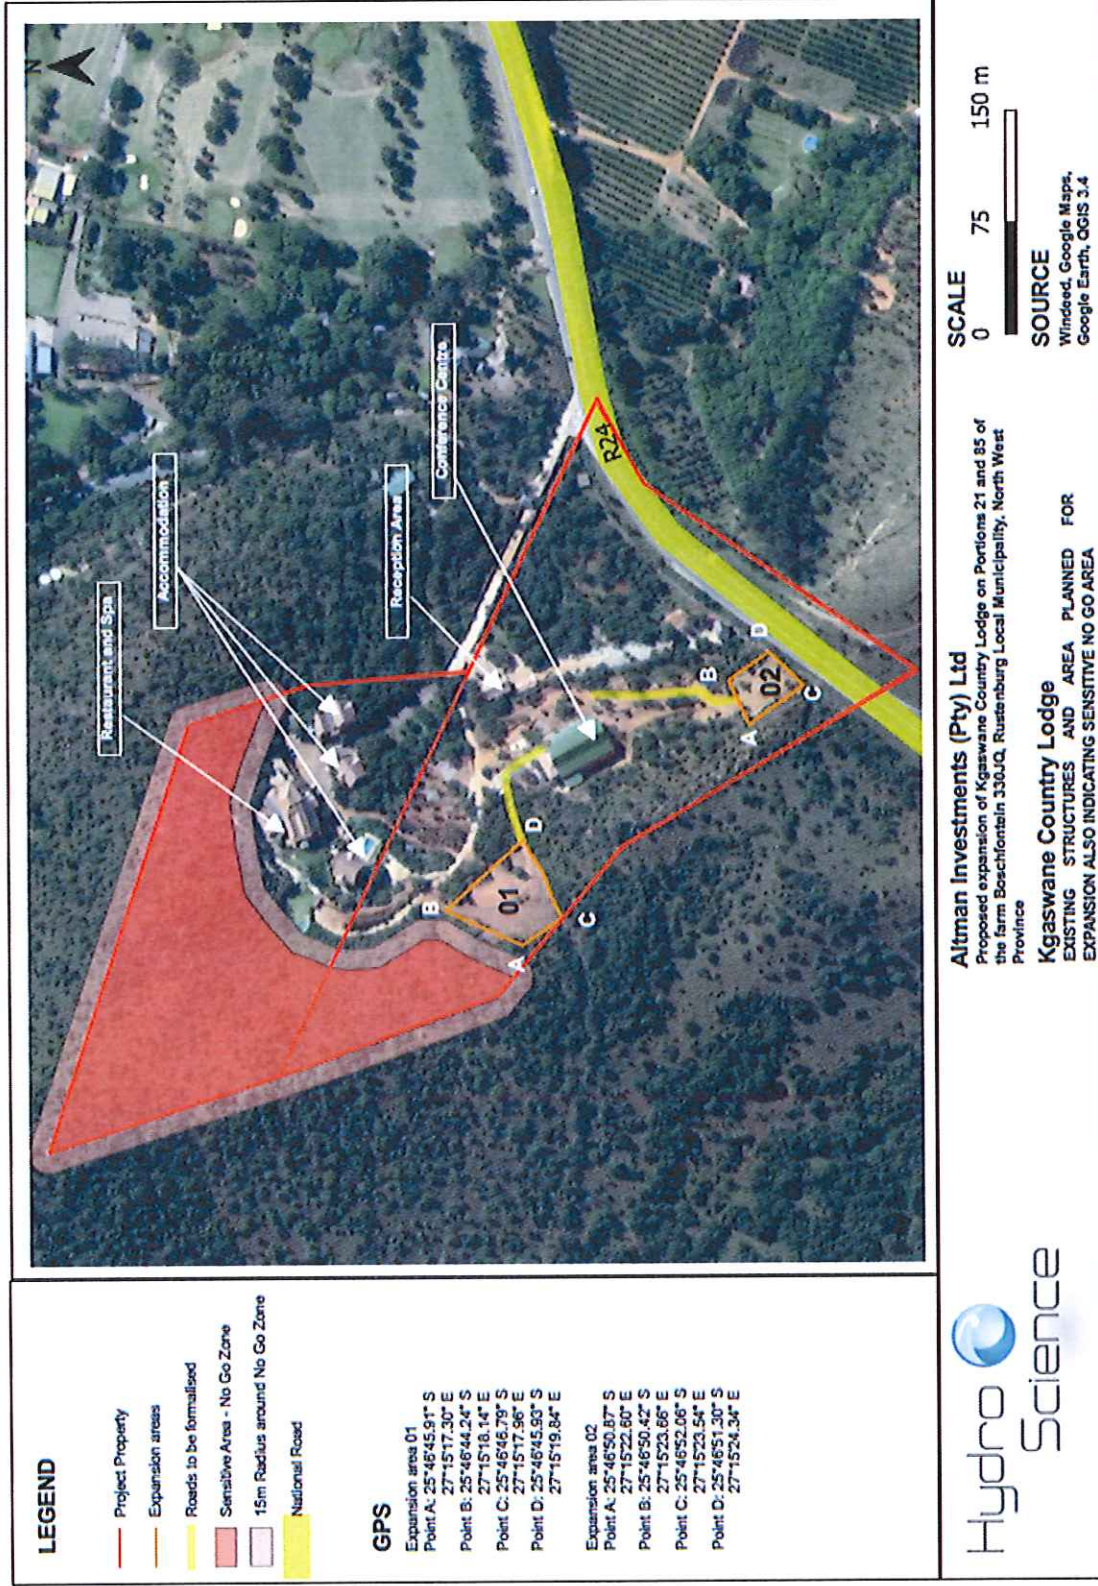 LEGEND
Project Property
Expansion areas
Roads to be formalised
Sensitive Area - No Go Zone
15m Radius around No Go Zone
National Road
GPS
Expansion area 01
Point A: 25°46'45.91" S
27°15'17.30" E
Point B: 25°46'44.24" S
27°15'18.14" E
Point C: 25°46'46.79" S
27°15'17.96" E
Point D: 25°46'45.93" S
27°15'19.84" E
Expansion area 02
Point A: 25°46'50.87" S
27°15'22.60" E
Point B: 25°46'50.42" S
27°15'23.66" E
Point C: 25°46'52.06" S
27°15'23.54" E
Point D: 25°46'51.30" S
27°15'24.34" E
N
Restaurant and Spa
Accommodation
Reception Area
Conference Centre
R24
B
01
D
A
C
B
D
02
A
C
Hydro
Science
Altman Investments (Pty) Ltd
Proposed expansion of Kgaswane Country Lodge on Portions 21 and 85 of
the farm Boschfontein 330JQ, Rustenburg Local Municipality, North West
Province
Kgaswane Country Lodge
EXISTING STRUCTURES AND AREA PLANNED FOR
EXPANSION ALSO INDICATING SENSITIVE NO GO AREA
SCALE
0 75 150 m
SOURCE
Windeed, Google Maps,
Google Earth, QGIS 3.4